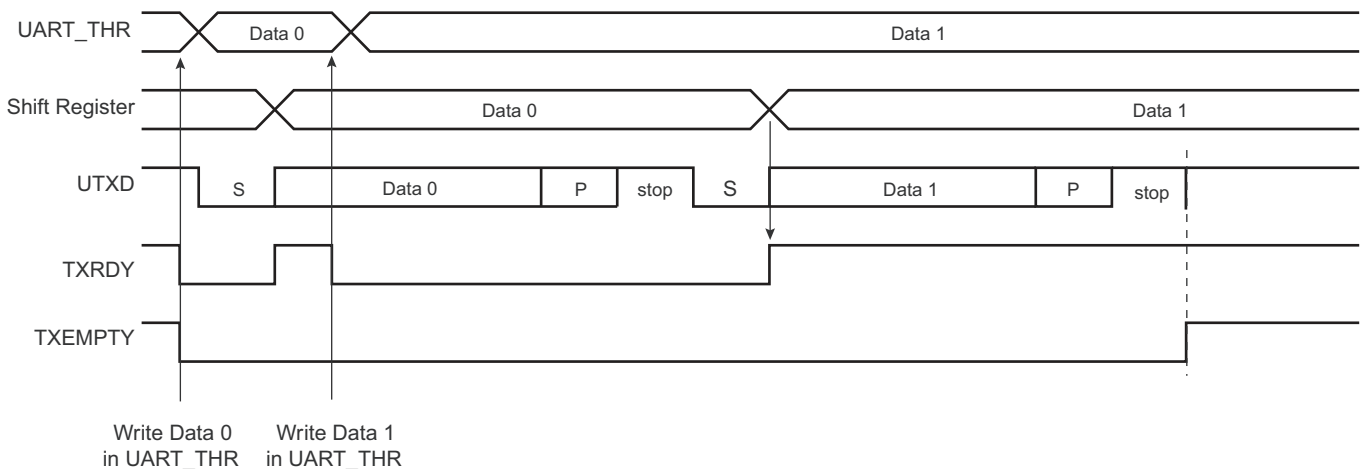 UART_THR
Data 0
Data 1
Shift Register
Data 0
Data 1
UTXD
S
Data 0
P
stop
S
Data 1
P
stop
TXRDY
TXEMPTY
Write Data 0
in UART_THR
Write Data 1
in UART_THR